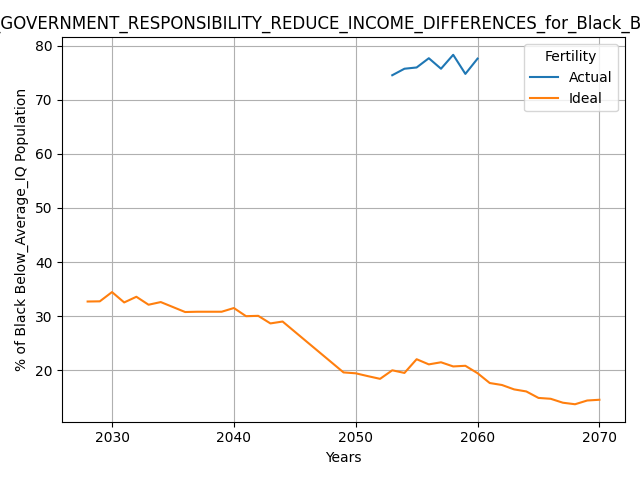 _GOVERNMENT_RESPONSIBILITY_REDUCE_INCOME_DIFFERENCES_for_Black_B
80
70
60
50
40
30
20
% of Black Below_Average_IQ Population
2030 2040 2050 2060 2070
Years
Fertility
Actual
Ideal